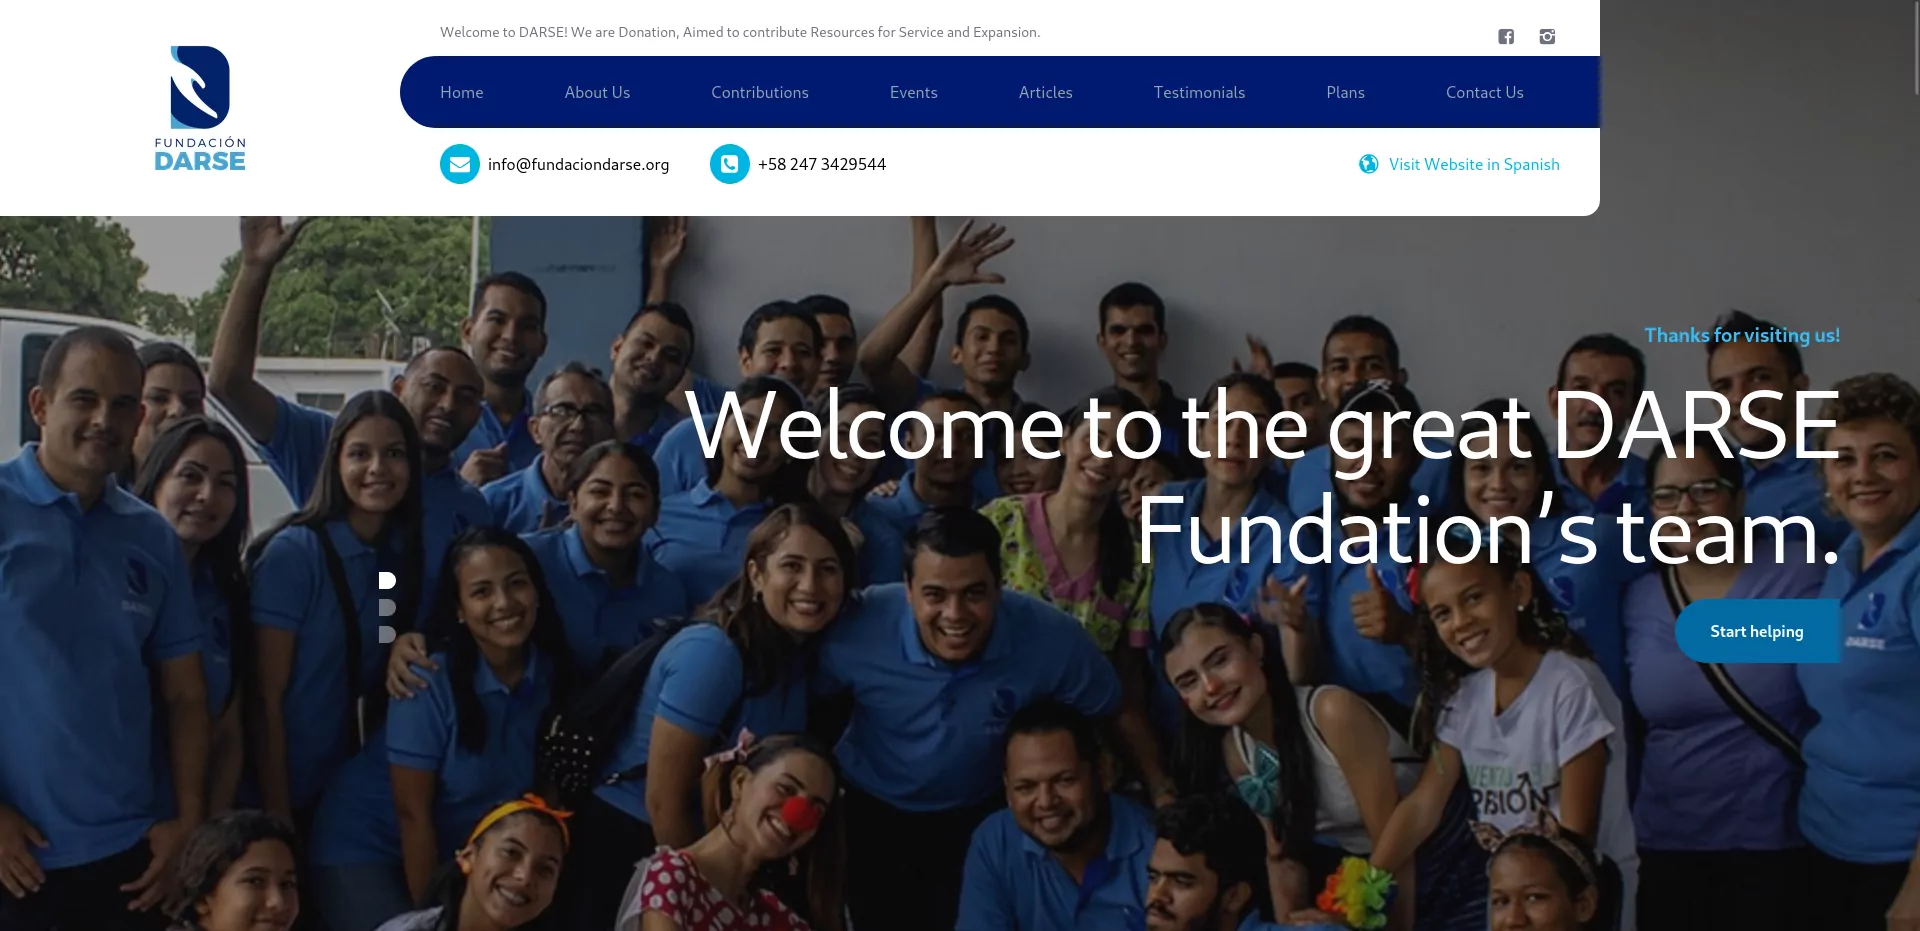 Welcome to DARSE! We are Donation, Aimed to contribute Resources for Service and Expansion.
FUNDACIÓN
DARSE
Home About Us Contributions Events Articles Testimonials Plans Contact Us
info@fundaciondarse.org +58 247 3429544 Visit Website in Spanish
Thanks for visiting us!
Welcome to the great DARSE
Fundation’s team.
Start helping
DARSE